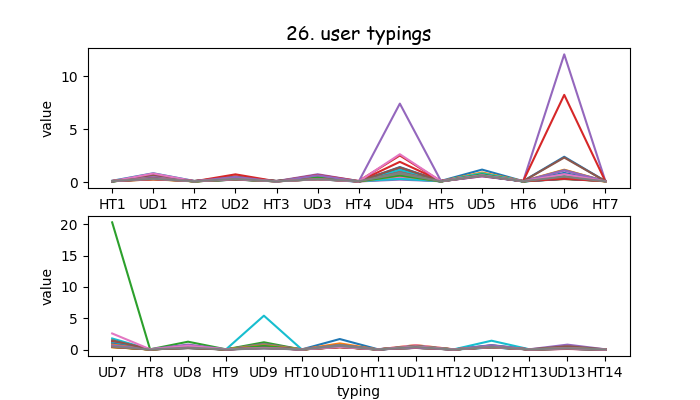 26. user typings
10
5
0
value
HT1 UD1 HT2 UD2 HT3 UD3 HT4 UD4 HT5 UD5 HT6 UD6 HT7
20
15
10
5
0
value
UD7 HT8 UD8 HT9 UD9 HT10 UD10 HT11 UD11 HT12 UD12 HT13 UD13 HT14
typing